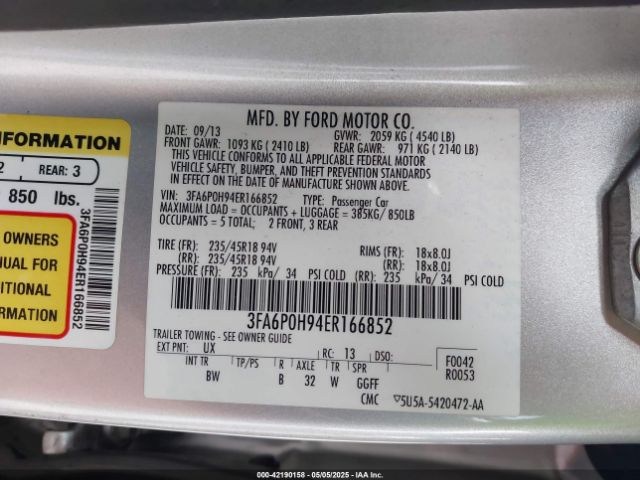 INFORMATION
2 REAR: 3
850 lbs.
OWNERS
NUAL FOR
DITIONAL
FORMATION
3FA6P0H94ER166852
MFD. BY FORD MOTOR CO.
DATE: 09/13 GVWR: 2059 KG ( 4540 LB)
FRONT GAWR: 1093 KG ( 2410 LB) REAR GAWR: 971 KG ( 2140 LB)
THIS VEHICLE CONFORMS TO ALL APPLICABLE FEDERAL MOTOR
VEHICLE SAFETY, BUMPER, AND THEFT PREVENTION STANDARDS
IN EFFECT ON THE DATE OF MANUFACTURE SHOWN ABOVE.
VIN: 3FA6P0H94ER166852 TYPE: Passenger Car
MAXIMUM LOAD = OCCUPANTS + LUGGAGE = 385KG/ 850LB
OCCUPANTS = 5 TOTAL; 2 FRONT, 3 REAR
TIRE (FR): 235/45R18 94V RIMS (FR): 18x8.0J
(RR): 235/45R18 94V (RR): 18x8.0J
PRESSURE (FR): 235 kPa/ 34 PSI COLD (RR): 235 kPa/ 34 PSI COLD
3FA6P0H94ER166852
TRAILER TOWING - SEE OWNER GUIDE
EXT PNT: UX RC: 13 DSO: F0042
INT TR TP/PS R AXLE TR SPR R0053
BW B 32 W GGFF
CMC ▽5U5A-5420472-AA
000-42190158 - 05/05/2025 - IAA Inc.